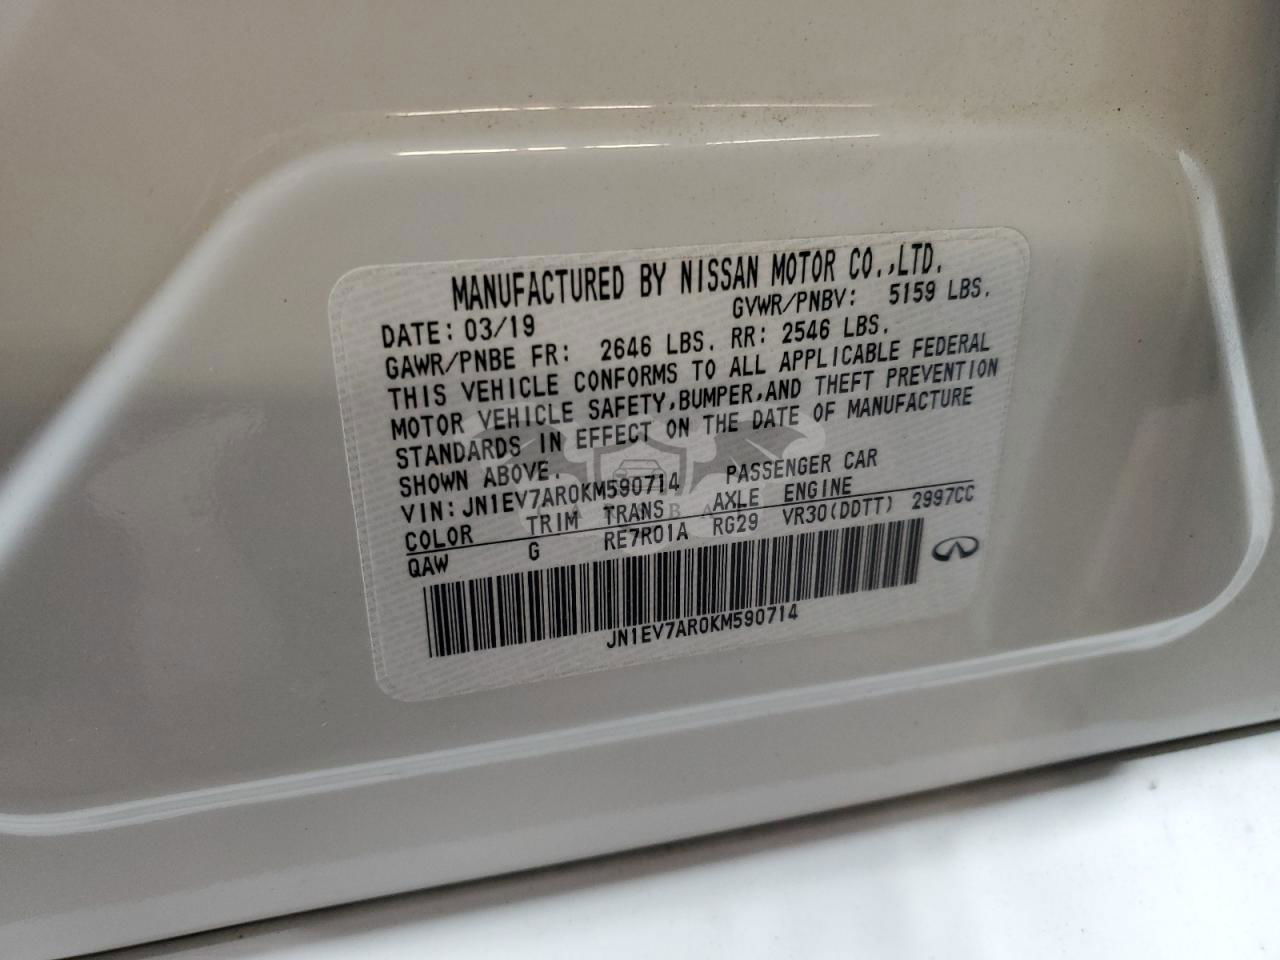 MANUFACTURED BY NISSAN MOTOR CO.,LTD.
DATE: 03/19 GVWR/PNBV: 5159 LBS.
GAWR/PNBE FR: 2646 LBS. RR: 2546 LBS.
THIS VEHICLE CONFORMS TO ALL APPLICABLE FEDERAL
MOTOR VEHICLE SAFETY,BUMPER,AND THEFT PREVENTION
STANDARDS IN EFFECT ON THE DATE OF MANUFACTURE
SHOWN ABOVE.
VIN:JN1EV7AR0KM590714 PASSENGER CAR
COLOR TRIM TRANS AXLE ENGINE
QAW G RE7R01A RG29 VR30(DDTT) 2997CC
JN1EV7AR0KM590714